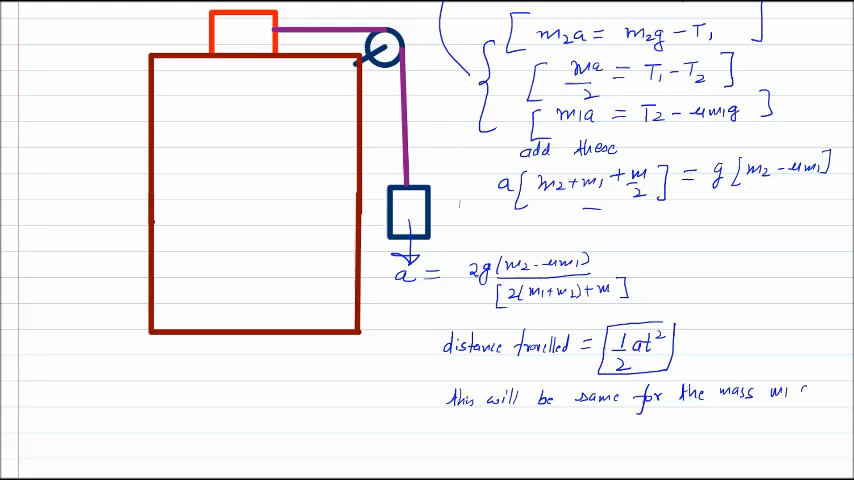 [ m₂a = m₂g - T₁ ]
[ ma/2 = T₁ - T₂ ]
[ m₁a = T₂ - μm₁g ]
add these
a[ m₂ + m₁ + m/2 ] = g[ m₂ - μm₁ ]
a = 2g(m₂ - μm₁) / [2(m₁+m₂) + m]
distance travelled = 1/2 at²
this will be same for the mass m₁